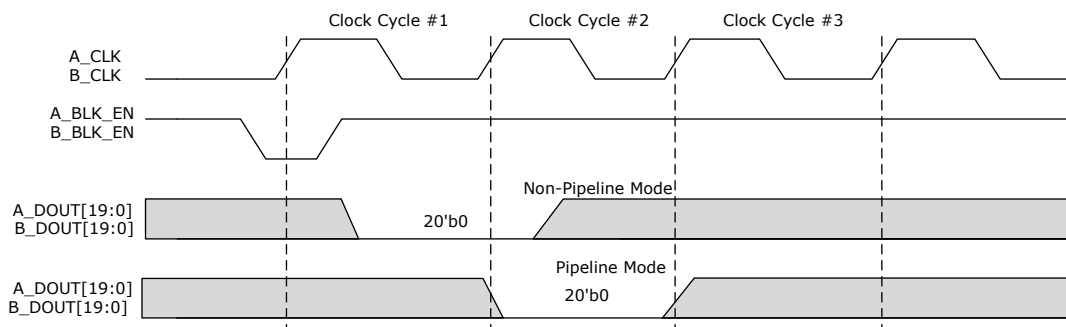 Clock Cycle #1 Clock Cycle #2 Clock Cycle #3
A_CLK
B_CLK
A_BLK_EN
B_BLK_EN
Non-Pipeline Mode
A_DOUT[19:0]
B_DOUT[19:0]
20'b0
Pipeline Mode
A_DOUT[19:0]
B_DOUT[19:0]
20'b0